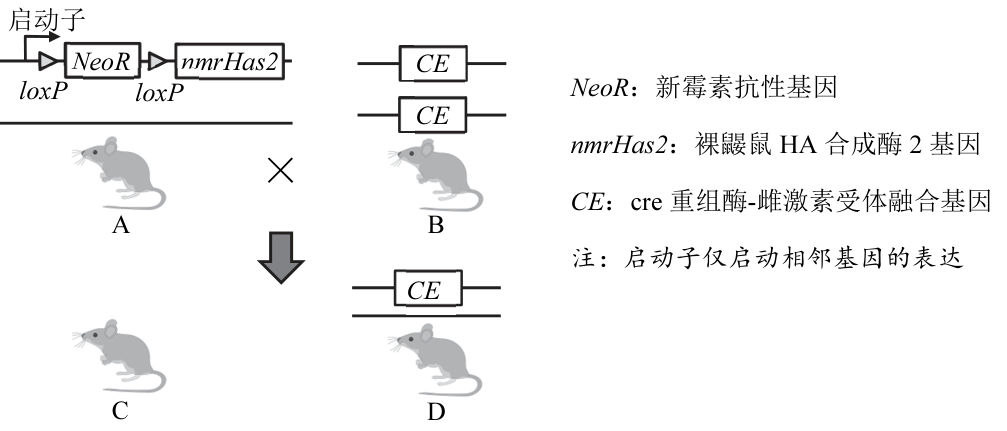 启动子
NeoR
nmrHas2
loxP
loxP
CE
CE
A
×
B
CE
C
D
NeoR：新霉素抗性基因
nmrHas2：裸鼹鼠 HA 合成酶 2 基因
CE：cre 重组酶-雌激素受体融合基因
注：启动子仅启动相邻基因的表达